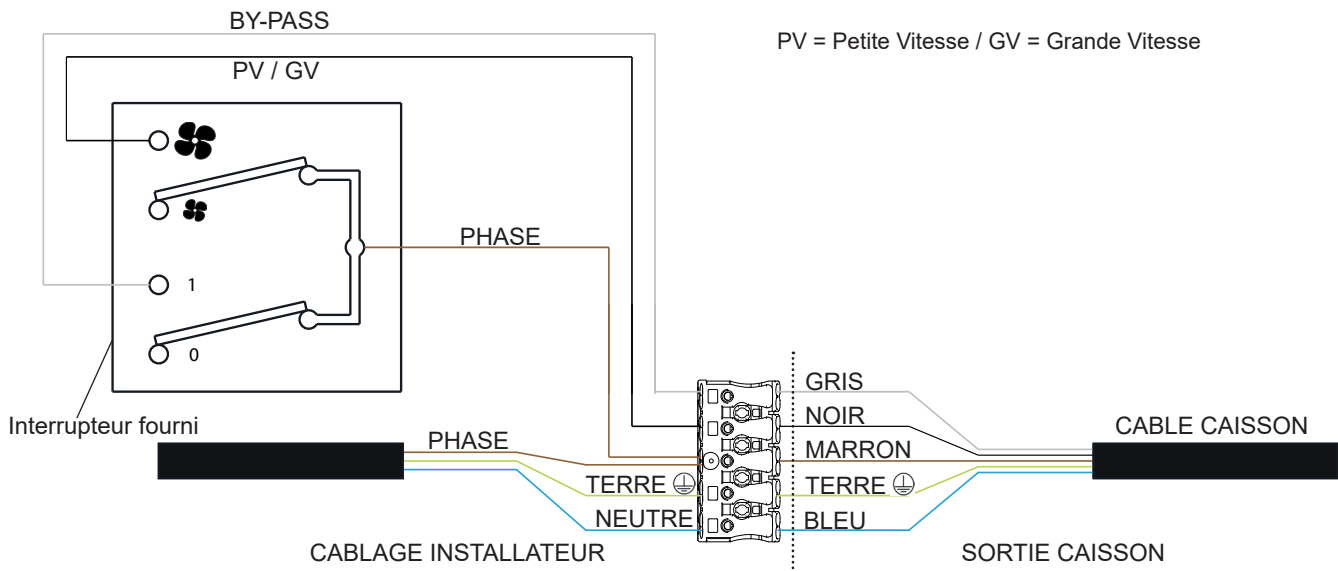 BY-PASS
PV = Petite Vitesse / GV = Grande Vitesse
PV / GV
PHASE
1
0
Interrupteur fourni
GRIS
NOIR
CABLE CAISSON
PHASE
MARRON
TERRE
TERRE
NEUTRE
BLEU
CABLAGE INSTALLATEUR
SORTIE CAISSON